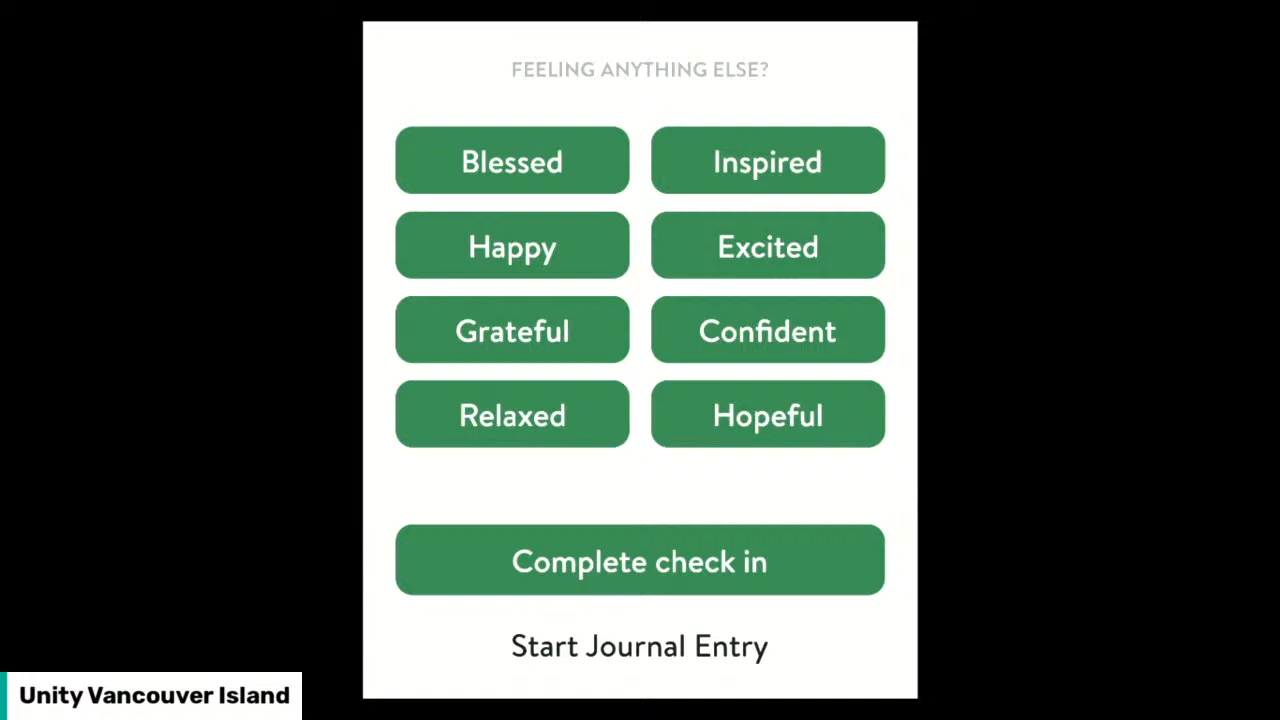 FEELING ANYTHING ELSE?
Blessed
Inspired
Happy
Excited
Grateful
Confident
Relaxed
Hopeful
Complete check in
Start Journal Entry
Unity Vancouver Island